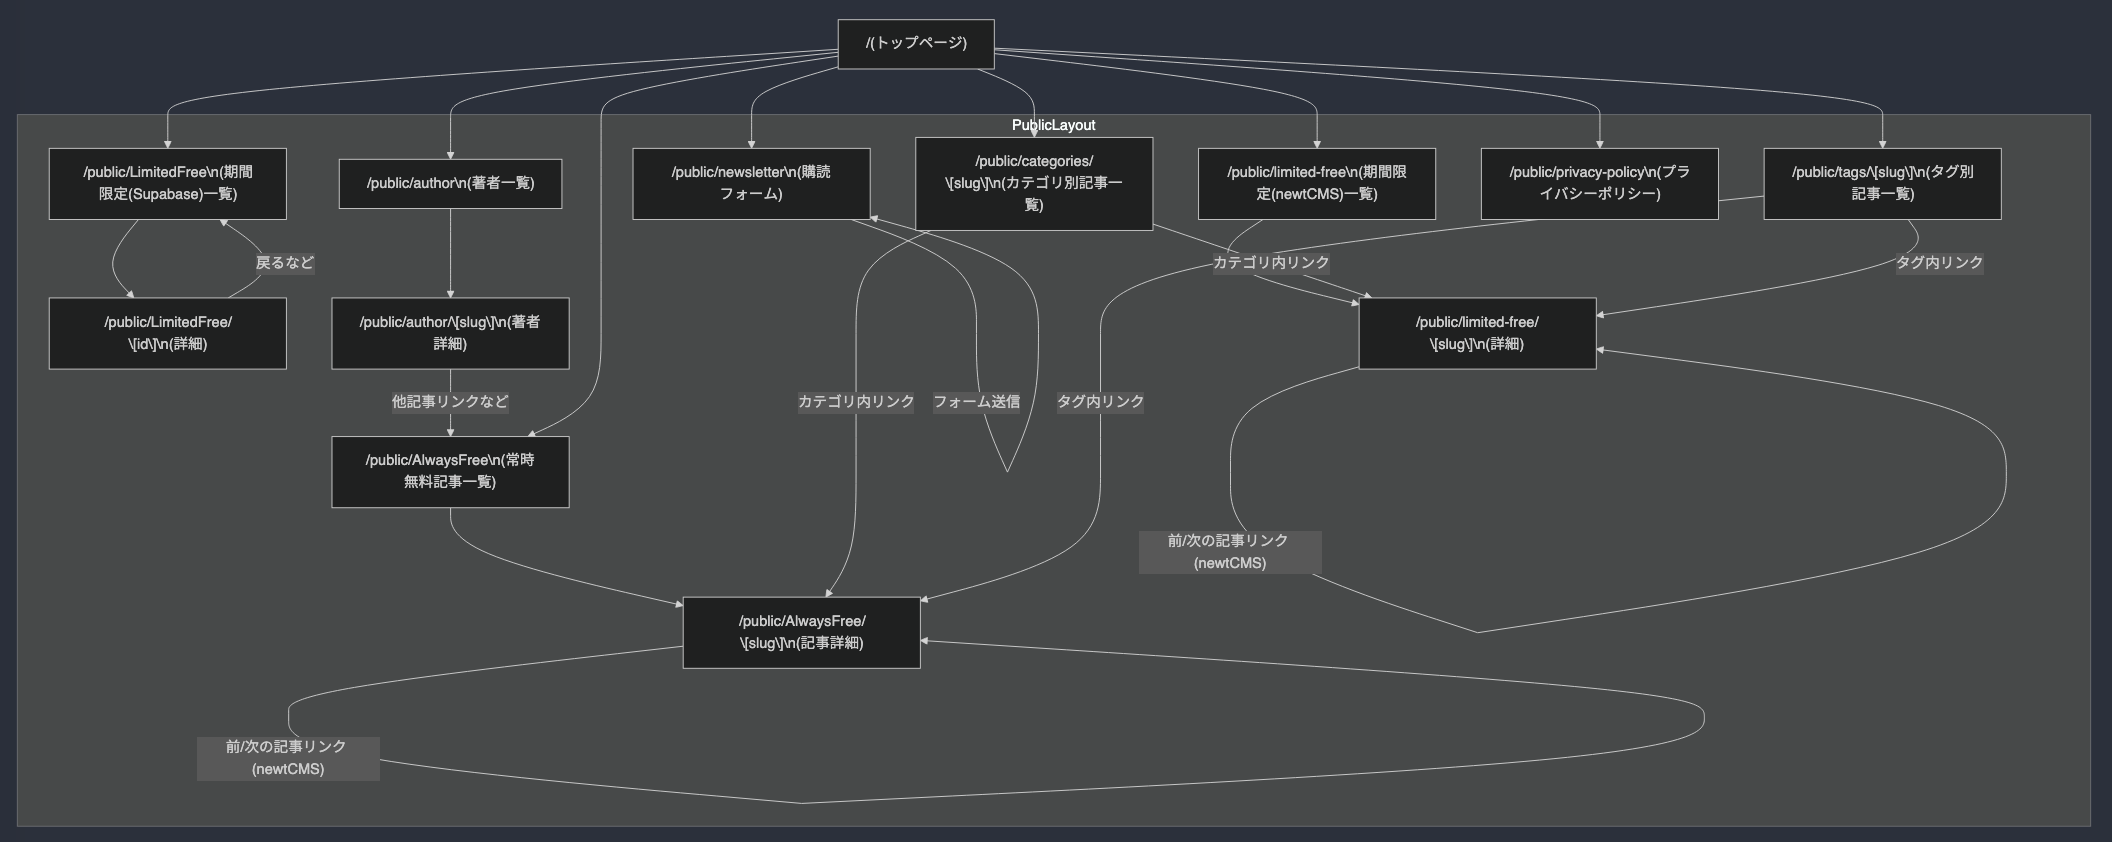 /(トップページ)
PublicLayout
/public/LimitedFree\n(期間
限定(Supabase)一覧)
/public/author\n(著者一覧)
/public/newsletter\n(購読
フォーム)
/public/categories/
\[slug\]\n(カテゴリ別記事一
覧)
/public/limited-free\n(期間限
定(newtCMS)一覧)
/public/privacy-policy\n(プラ
イバシーポリシー)
/public/tags/\[slug\]\n(タグ別
記事一覧)
戻るなど
カテゴリ内リンク
タグ内リンク
/public/LimitedFree/
\[id\]\n(詳細)
/public/author/\[slug\]\n(著者
詳細)
/public/limited-free/
\[slug\]\n(詳細)
他記事リンクなど
カテゴリ内リンク
フォーム送信
タグ内リンク
/public/AlwaysFree\n(常時
無料記事一覧)
前/次の記事リンク
(newtCMS)
/public/AlwaysFree/
\[slug\]\n(記事詳細)
前/次の記事リンク
(newtCMS)